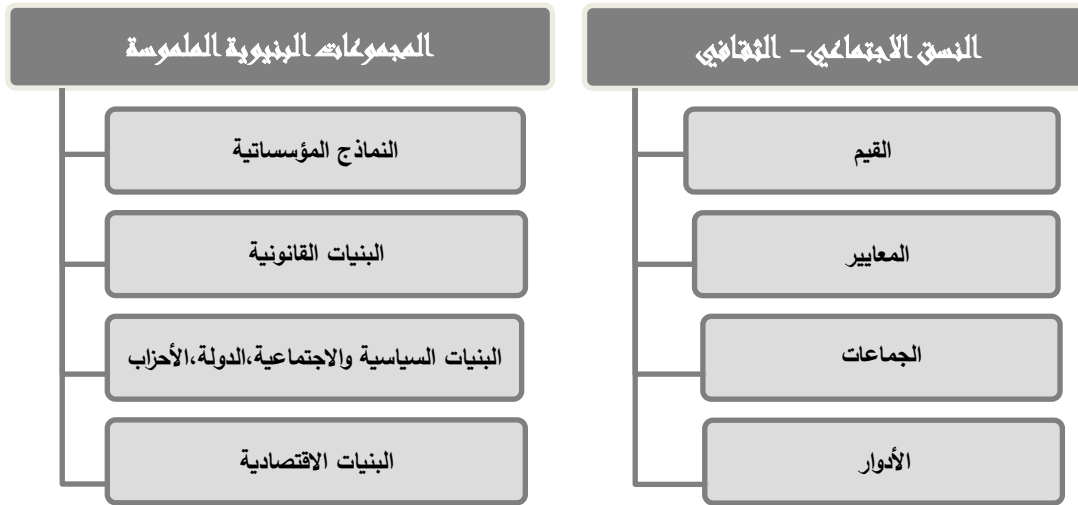 النسق الاجتماعي- الثقافي
القيم
المعايير
الجماعات
الأدوار
المجموعات البنيوية الملموسة
النماذج المؤسساتية
البنيات القانونية
البنيات السياسية والاجتماعية،الدولة،الأحزاب
البنيات الاقتصادية